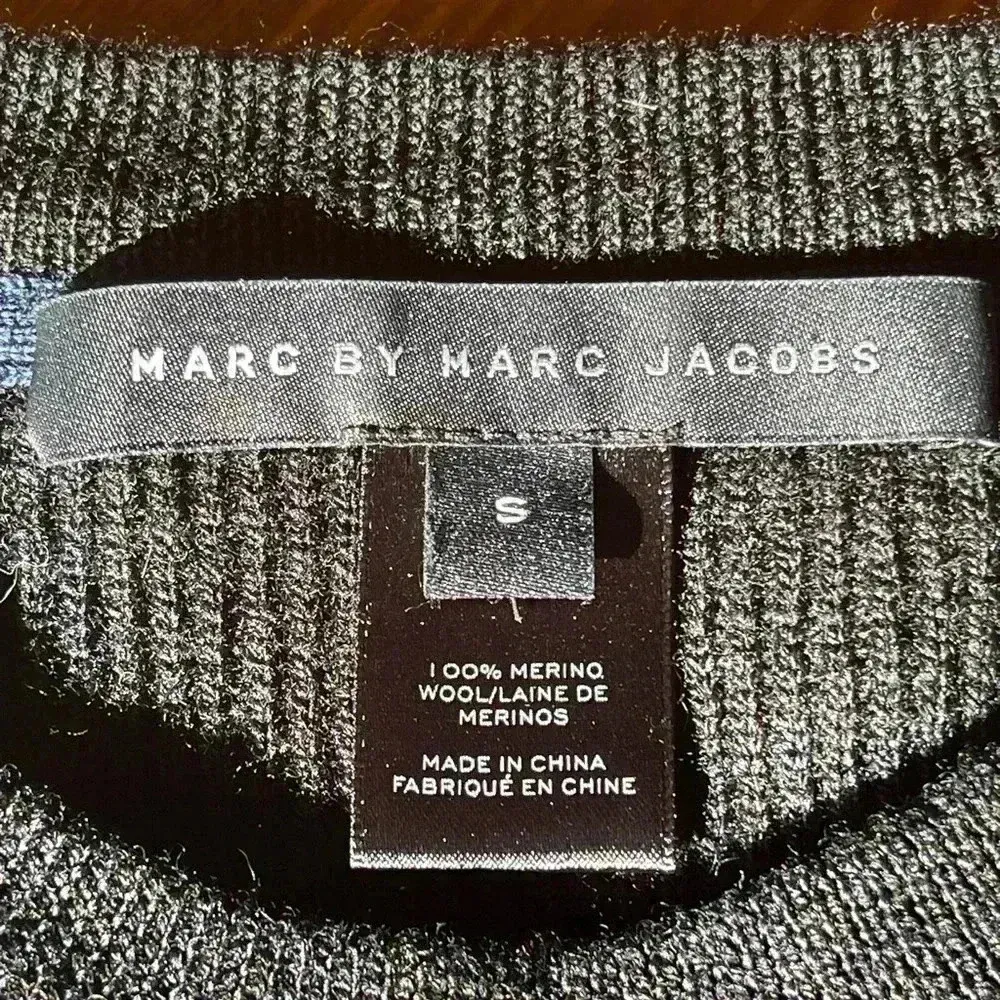 MARC BY MARC JACOBS
S
100% MERINO
WOOL/LAINE DE
MERINOS
MADE IN CHINA
FABRIQUÉ EN CHINE